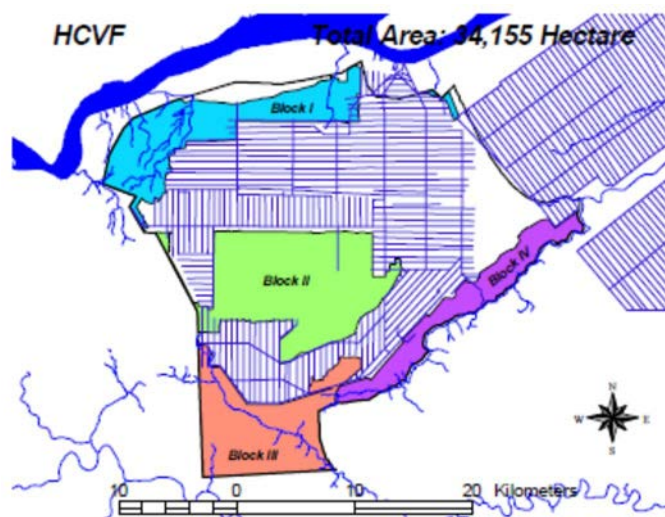 HCVF Total Area: 34,155 Hectare
Block I
Block II
Block IV
Block III
N
W E
S
10 0 10 20 Kilometers